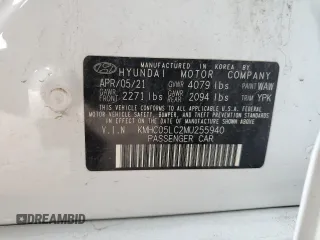 MANUFACTURED IN KOREA BY
HYUNDAI MOTOR COMPANY
APR/05/21 GVWR 4079 lbs PAINT WAW
GAWR FRONT 2271 lbs GAWR REAR 2094 lbs TRIM YPK
THIS VEHICLE CONFORMS TO ALL APPLICABLE U.S.A. FEDERAL
MOTOR VEHICLE SAFETY, BUMPER, AND THEFT PREVENTION
STANDARDS IN EFFECT ON THE DATE OF MANUFACTURE
SHOWN ABOVE.
V.I.N KMHC05LC2MU255940
PASSENGER CAR
DIDIT.COM